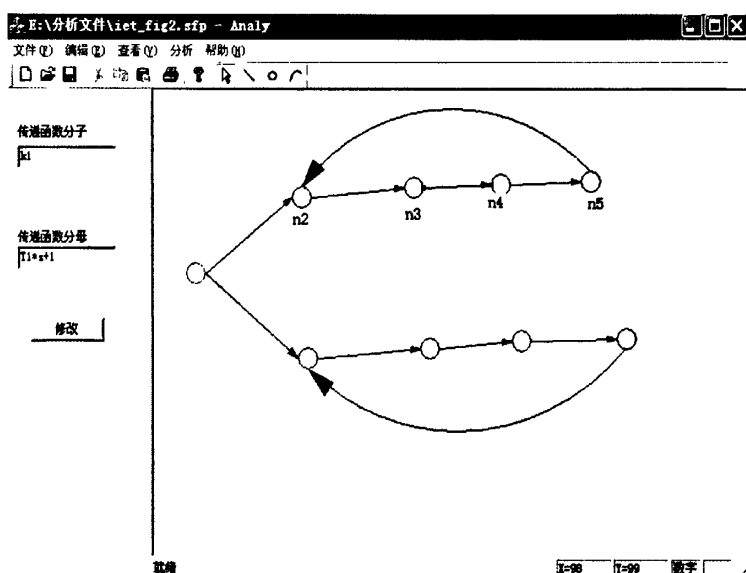 E:\分析文件\iet_fig2.sfp - Analy
文件(F) 编辑(E) 查看(V) 分析 帮助(H)
传递函数分子
k1
传递函数分母
T1*s+1
修改
n2
n3
n4
n5
就绪
X=98
Y=99
数字